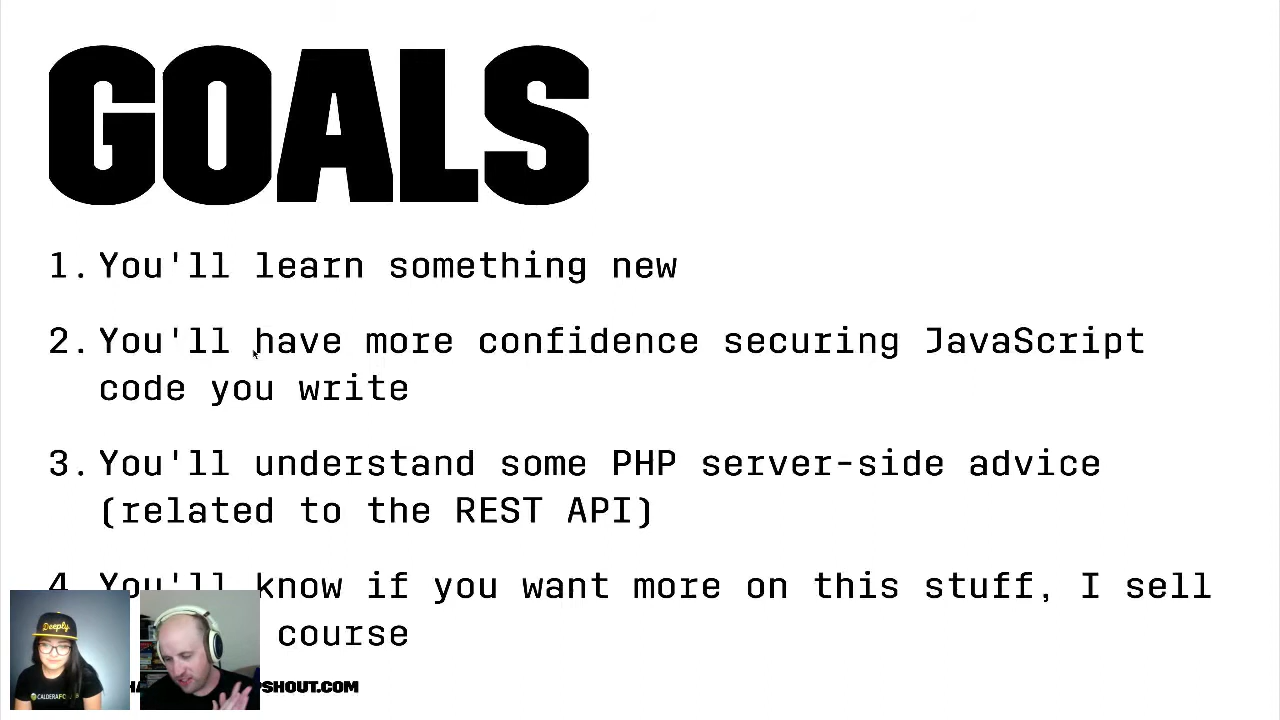 GOALS
1. You'll learn something new
2. You'll have more confidence securing JavaScript
code you write
3. You'll understand some PHP server-side advice
(related to the REST API)
4. You'll know if you want more on this stuff, I sell
course
PSHOUT.COM
Deeply
CALDERAFO